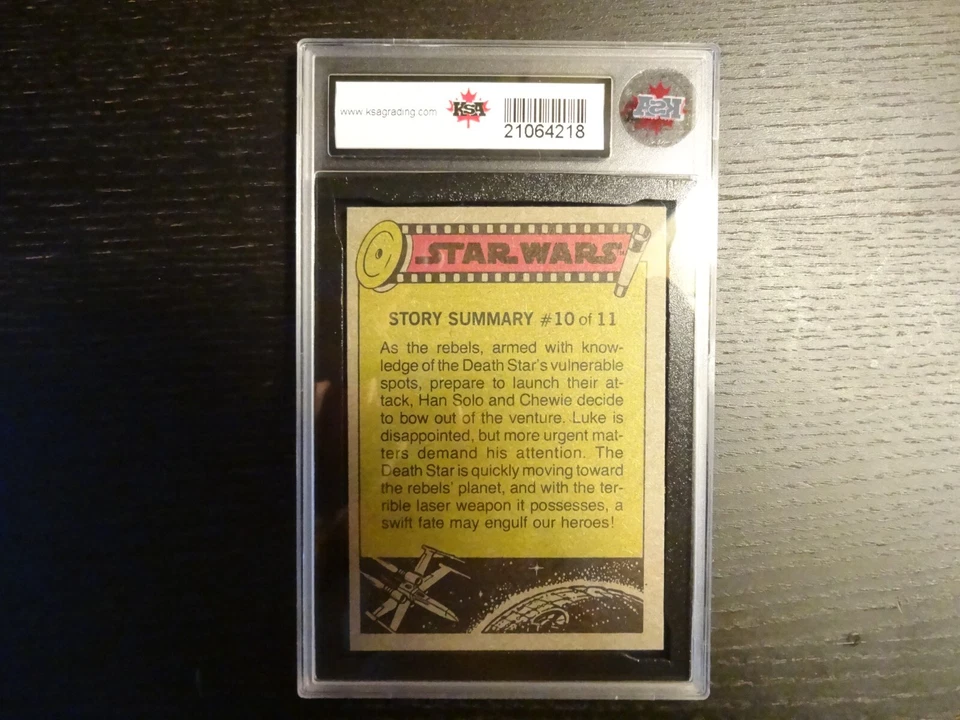 www.ksagrading.com
KSA
21064218
KSA
STAR WARS
STORY SUMMARY #10 of 11
As the rebels, armed with know-
ledge of the Death Star's vulnerable
spots, prepare to launch their at-
tack, Han Solo and Chewie decide
to bow out of the venture. Luke is
disappointed, but more urgent mat-
ters demand his attention. The
Death Star is quickly moving toward
the rebels' planet, and with the ter-
rible laser weapon it possesses, a
swift fate may engulf our heroes!